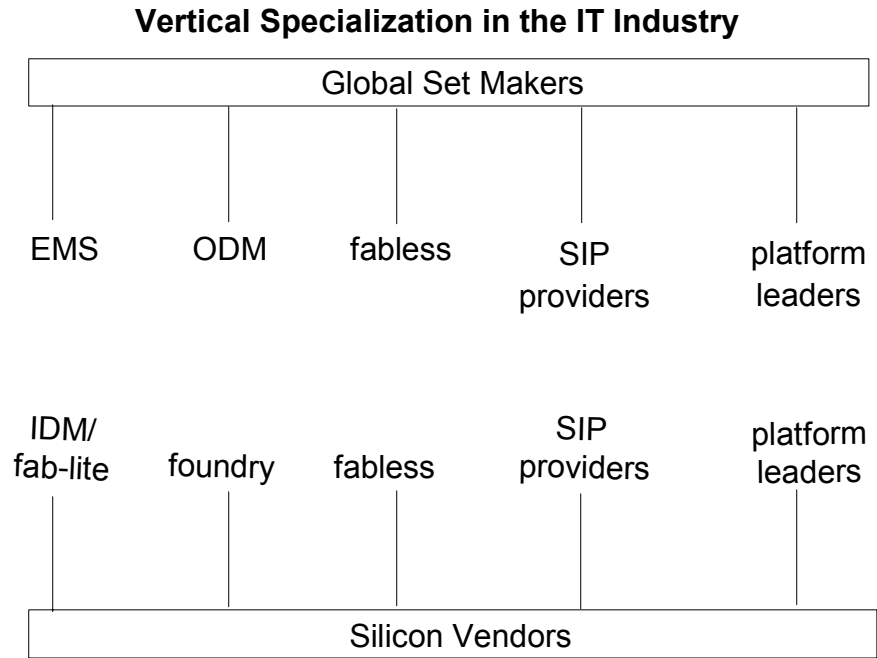 Vertical Specialization in the IT Industry
Global Set Makers
EMS ODM fabless SIP providers platform leaders
IDM/ fab-lite foundry fabless SIP providers platform leaders
Silicon Vendors